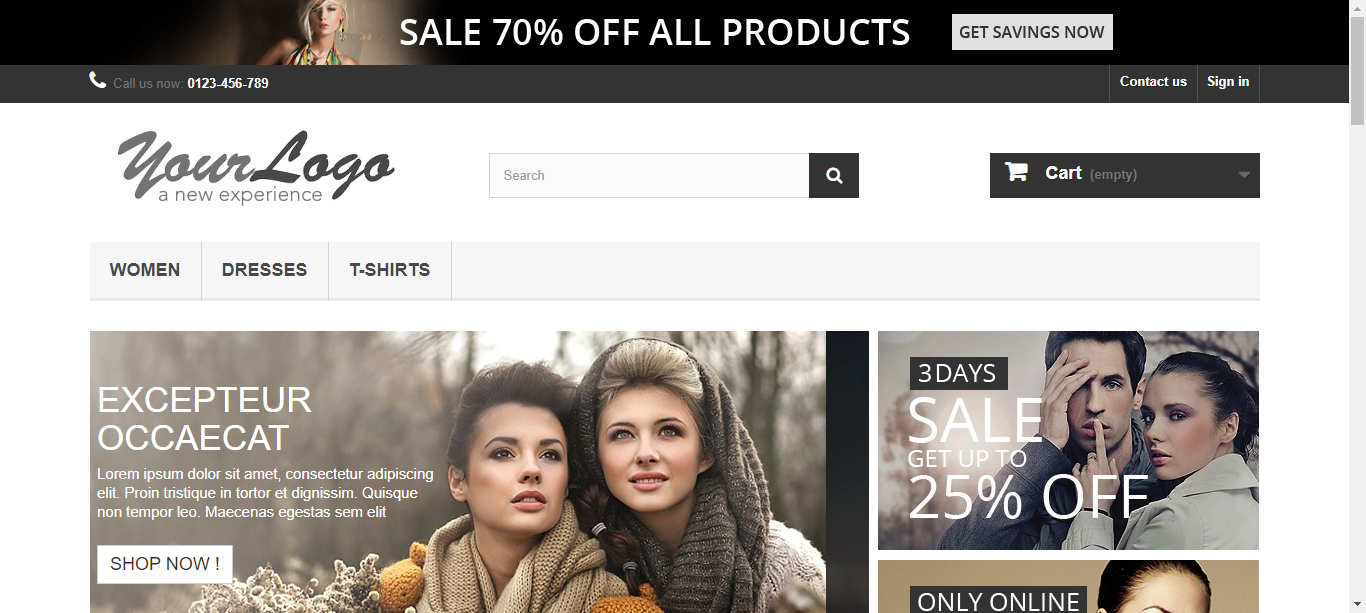 SALE 70% OFF ALL PRODUCTS
GET SAVINGS NOW
Call us now: 0123-456-789
Contact us
Sign in
YourLogo
a new experience
Search
Cart (empty)
WOMEN
DRESSES
T-SHIRTS
EXCEPTEUR
OCCAECAT
Lorem ipsum dolor sit amet, consectetur adipiscing
elit. Proin tristique in tortor et dignissim. Quisque
non tempor leo. Maecenas egestas sem elit
SHOP NOW !
3 DAYS
SALE
GET UP TO
25% OFF
ONLY ONLINE